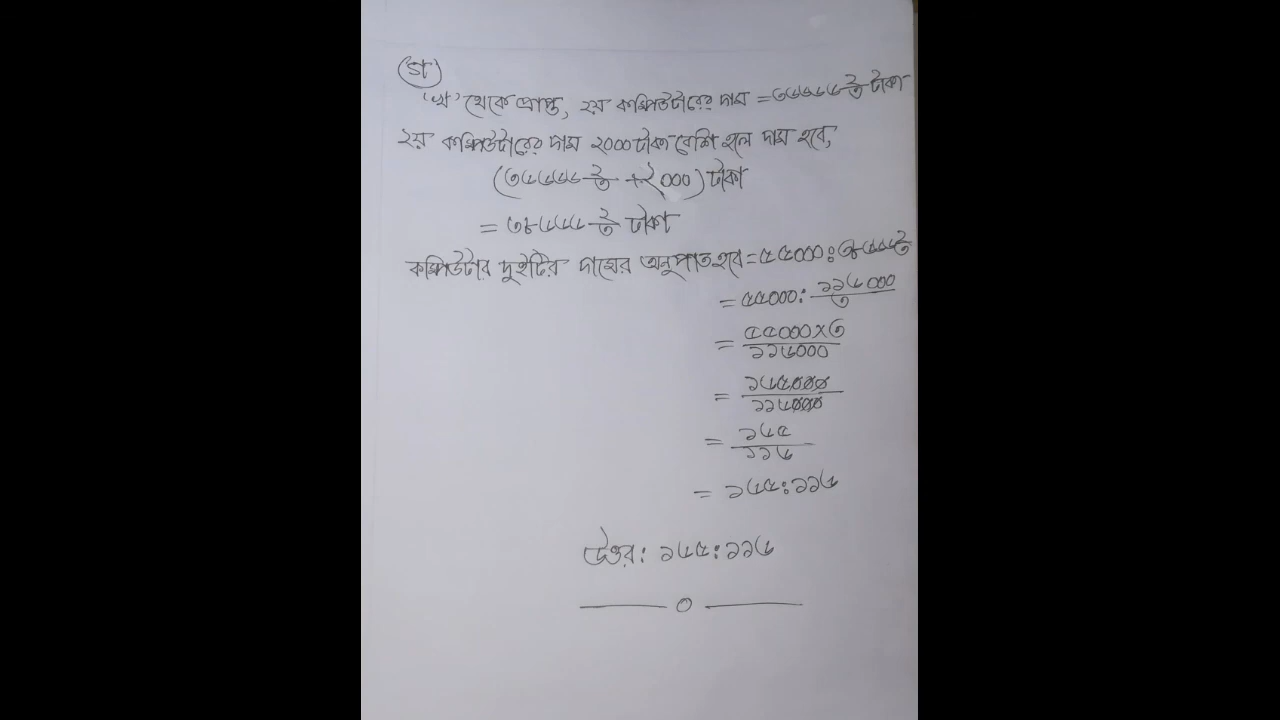 (গ)
'খ' থেকে প্রাপ্ত, ২য় কম্পিউটারের দাম = ৩৬৬৬৬ ২/৩ টাকা
২য় কম্পিউটারের দাম ২০০০ টাকা বেশি হলে দাম হবে,
(৩৬৬৬৬ ২/৩ + ২০০০) টাকা
= ৩৮৬৬৬ ২/৩ টাকা
কম্পিউটার দুইটির দামের অনুপাত হবে = ৫৫০০০ : ৩৮৬৬৬ ২/৩
= ৫৫০০০ : ১১৬০০০/৩
= ৫৫০০০×৩/১১৬০০০
= ১৬৫০০০/১১৬০০০
= ১৬৫/১১৬
= ১৬৫ : ১১৬
উত্তর : ১৬৫ : ১১৬
০